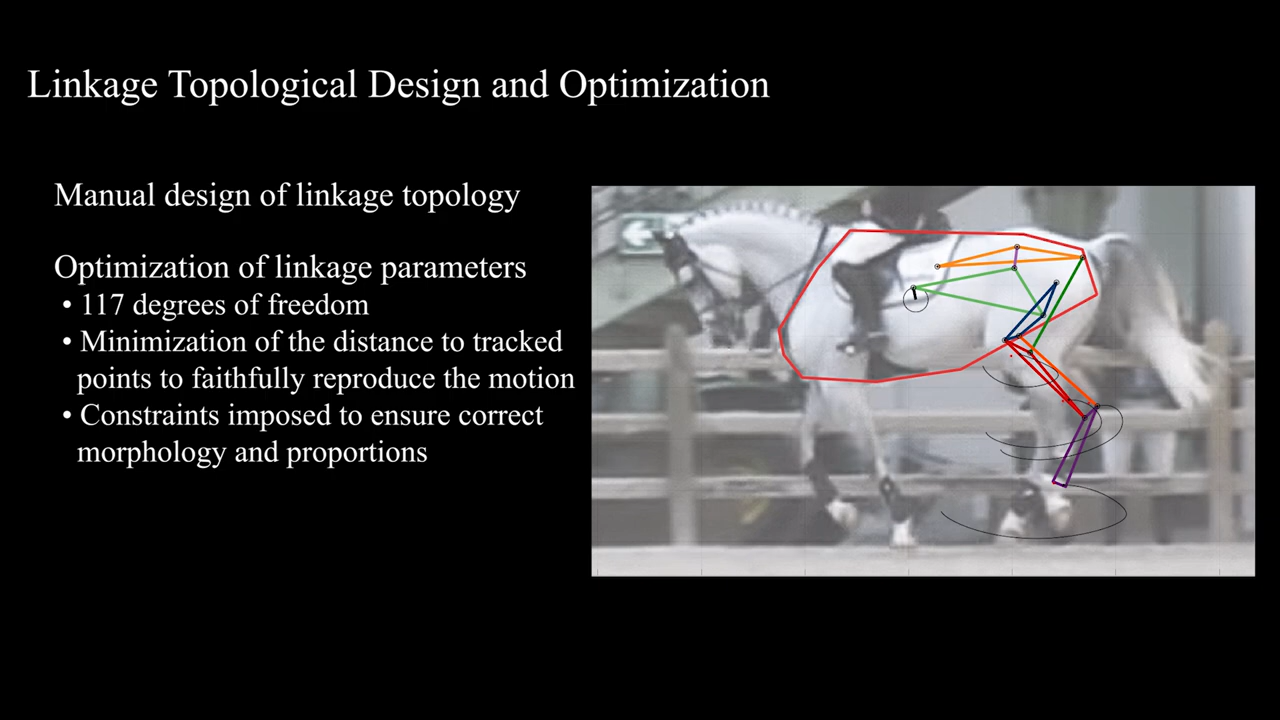 Linkage Topological Design and Optimization
Manual design of linkage topology
Optimization of linkage parameters
• 117 degrees of freedom
• Minimization of the distance to tracked
points to faithfully reproduce the motion
• Constraints imposed to ensure correct
morphology and proportions